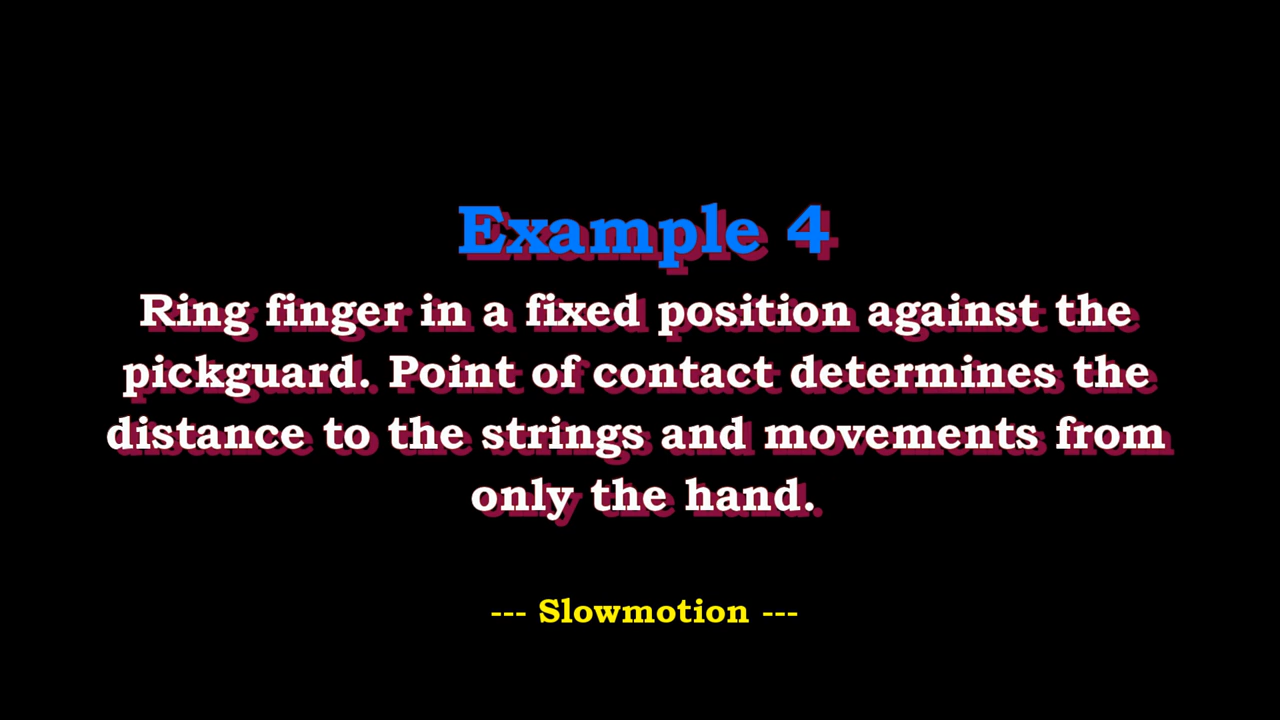 Example 4
Ring finger in a fixed position against the
pickguard. Point of contact determines the
distance to the strings and movements from
only the hand.
--- Slowmotion ---